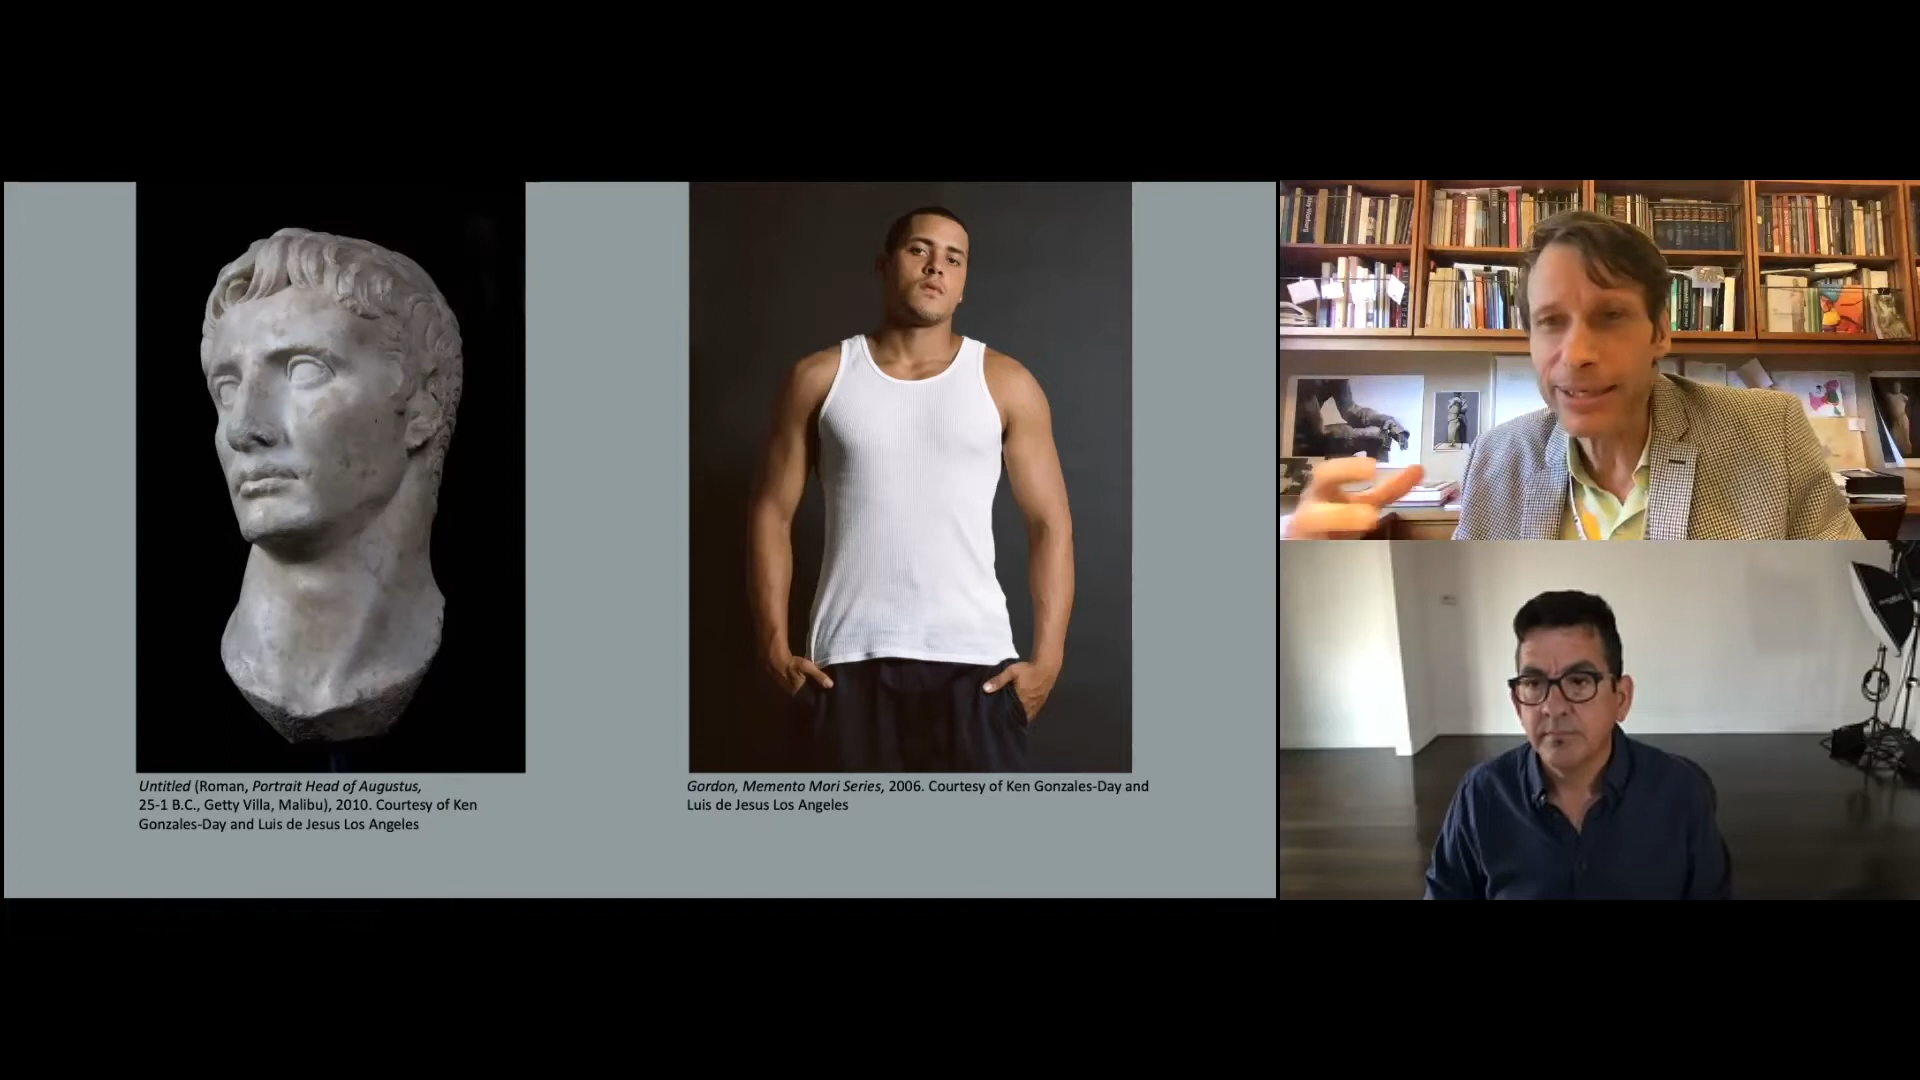 Untitled (Roman, Portrait Head of Augustus,
25-1 B.C., Getty Villa, Malibu), 2010. Courtesy of Ken
Gonzales-Day and Luis de Jesus Los Angeles
Gordon, Memento Mori Series, 2006. Courtesy of Ken Gonzales-Day and
Luis de Jesus Los Angeles